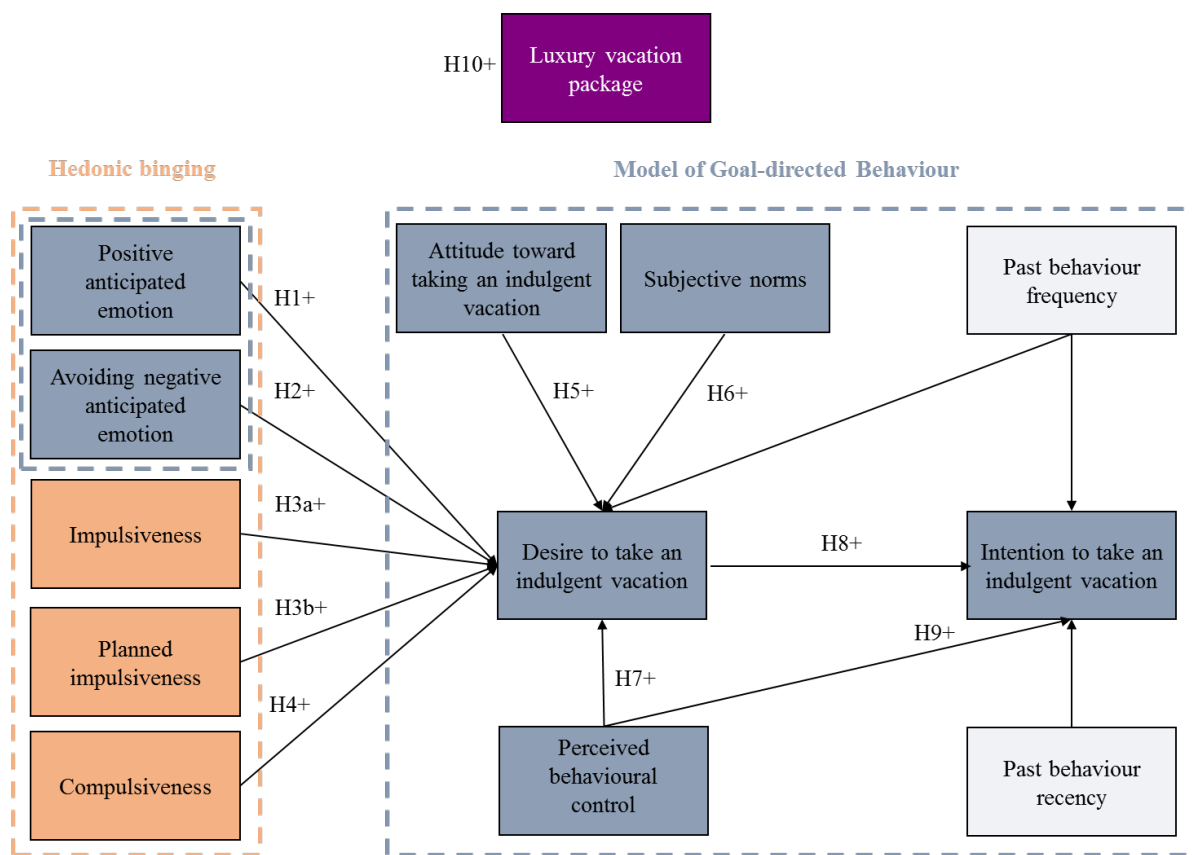 H10+
Luxury vacation
package
Hedonic binging
Model of Goal-directed Behaviour
Positive
anticipated
emotion
Avoiding negative
anticipated
emotion
Impulsiveness
Planned
impulsiveness
Compulsiveness
H1+
H2+
H3a+
H3b+
H4+
Attitude toward
taking an indulgent
vacation
Subjective norms
Past behaviour
frequency
H5+
H6+
Desire to take an
indulgent vacation
H8+
Intention to take an
indulgent vacation
H7+
H9+
Perceived
behavioural
control
Past behaviour
recency